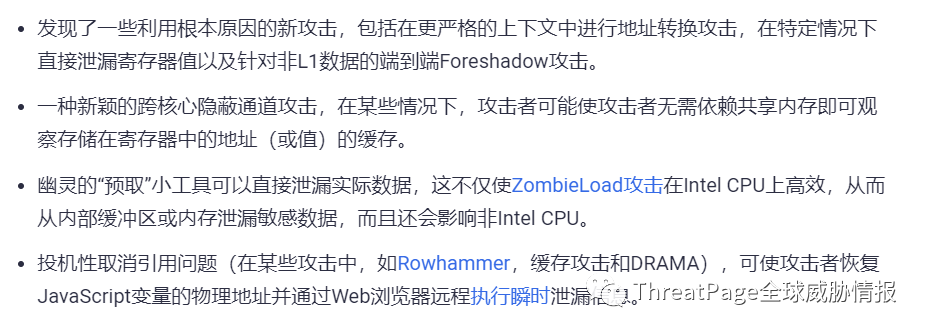 • 发现了一些利用根本原因的新攻击，包括在更严格的上下文中进行地址转换攻击，在特定情况下
直接泄漏寄存器值以及针对非L1数据的端到端Foreshadow攻击。
• 一种新颖的跨核心隐蔽通道攻击，在某些情况下，攻击者可能使攻击者无需依赖共享内存即可观
察存储在寄存器中的地址（或值）的缓存。
• 幽灵的“预取”小工具可以直接泄漏实际数据，这不仅使ZombieLoad攻击在Intel CPU上高效，从而
从内部缓冲区或内存泄漏敏感数据，而且还会影响非Intel CPU。
• 投机性取消引用问题（在某些攻击中，如Rowhammer，缓存攻击和DRAMA），可使攻击者恢复
JavaScript变量的物理地址并通过Web浏览器远程执行瞬时泄漏信息。
ThreatPage全球威胁情报